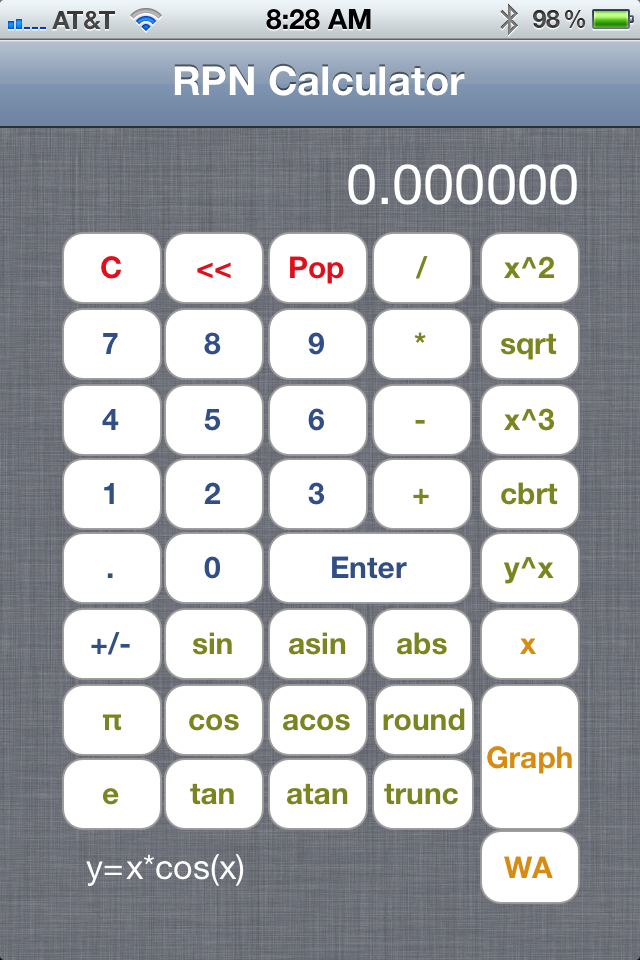 AT&T 8:28 AM 98 %
RPN Calculator
0.000000
C << Pop / x^2
7 8 9 * sqrt
4 5 6 - x^3
1 2 3 + cbrt
. 0 Enter y^x
+/- sin asin abs x
π cos acos round
Graph
e tan atan trunc
y=x*cos(x) WA